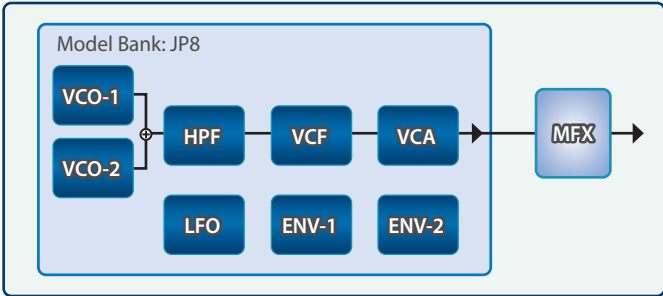 Model Bank: JP8
VCO-1
VCO-2
HPF
VCF
VCA
MFX
LFO
ENV-1
ENV-2